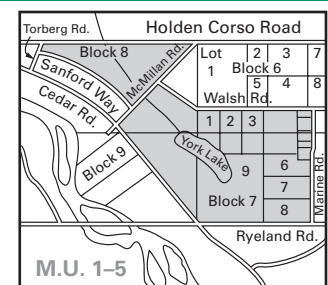 Torberg Rd.
Holden Corso Road
Block 8
McMillan Rd.
Lot 2 3 7
1 Block 6
5 4 8
Walsh Rd.
Sanford Way
Cedar Rd.
1 2 3
York Lake
Block 9
9 6
7
Block 7
8
Marine Rd.
Ryeland Rd.
M.U. 1–5